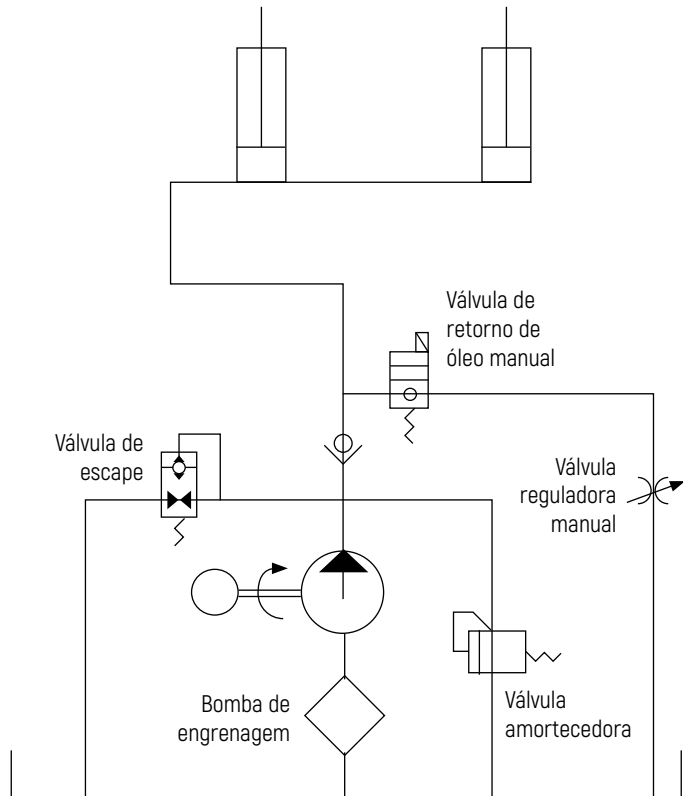 Válvula de
retorno de
óleo manual
Válvula de
escape
Válvula
reguladora
manual
Bomba de
engrenagem
Válvula
amortecedora